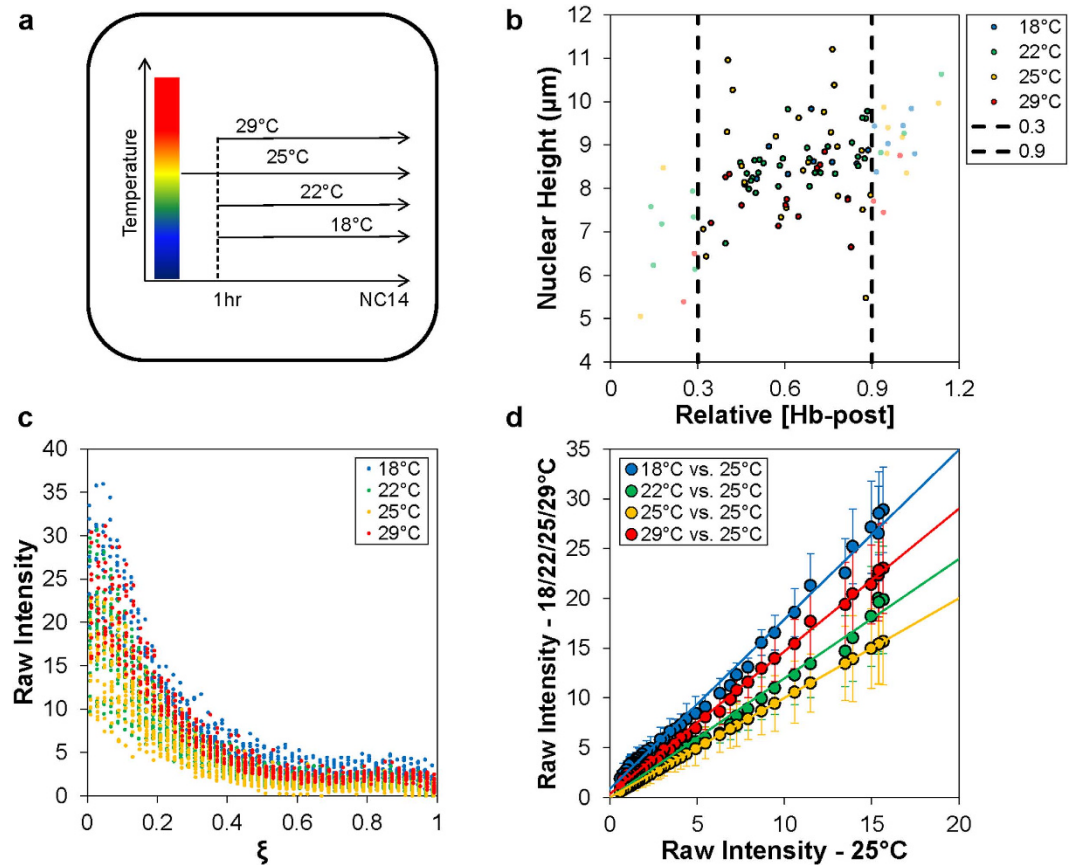 a
Temperature
29°C
25°C
22°C
18°C
1hr
NC14
b
Nuclear Height (µm)
12
11
10
9
8
7
6
5
4
0
0.3
0.6
0.9
1.2
Relative [Hb-post]
18°C
22°C
25°C
29°C
0.3
0.9
c
Raw Intensity
40
35
30
25
20
15
10
5
0
0
0.2
0.4
0.6
0.8
1
ξ
18°C
22°C
25°C
29°C
d
Raw Intensity - 18/22/25/29°C
35
30
25
20
15
10
5
0
0
5
10
15
20
Raw Intensity - 25°C
18°C vs. 25°C
22°C vs. 25°C
25°C vs. 25°C
29°C vs. 25°C